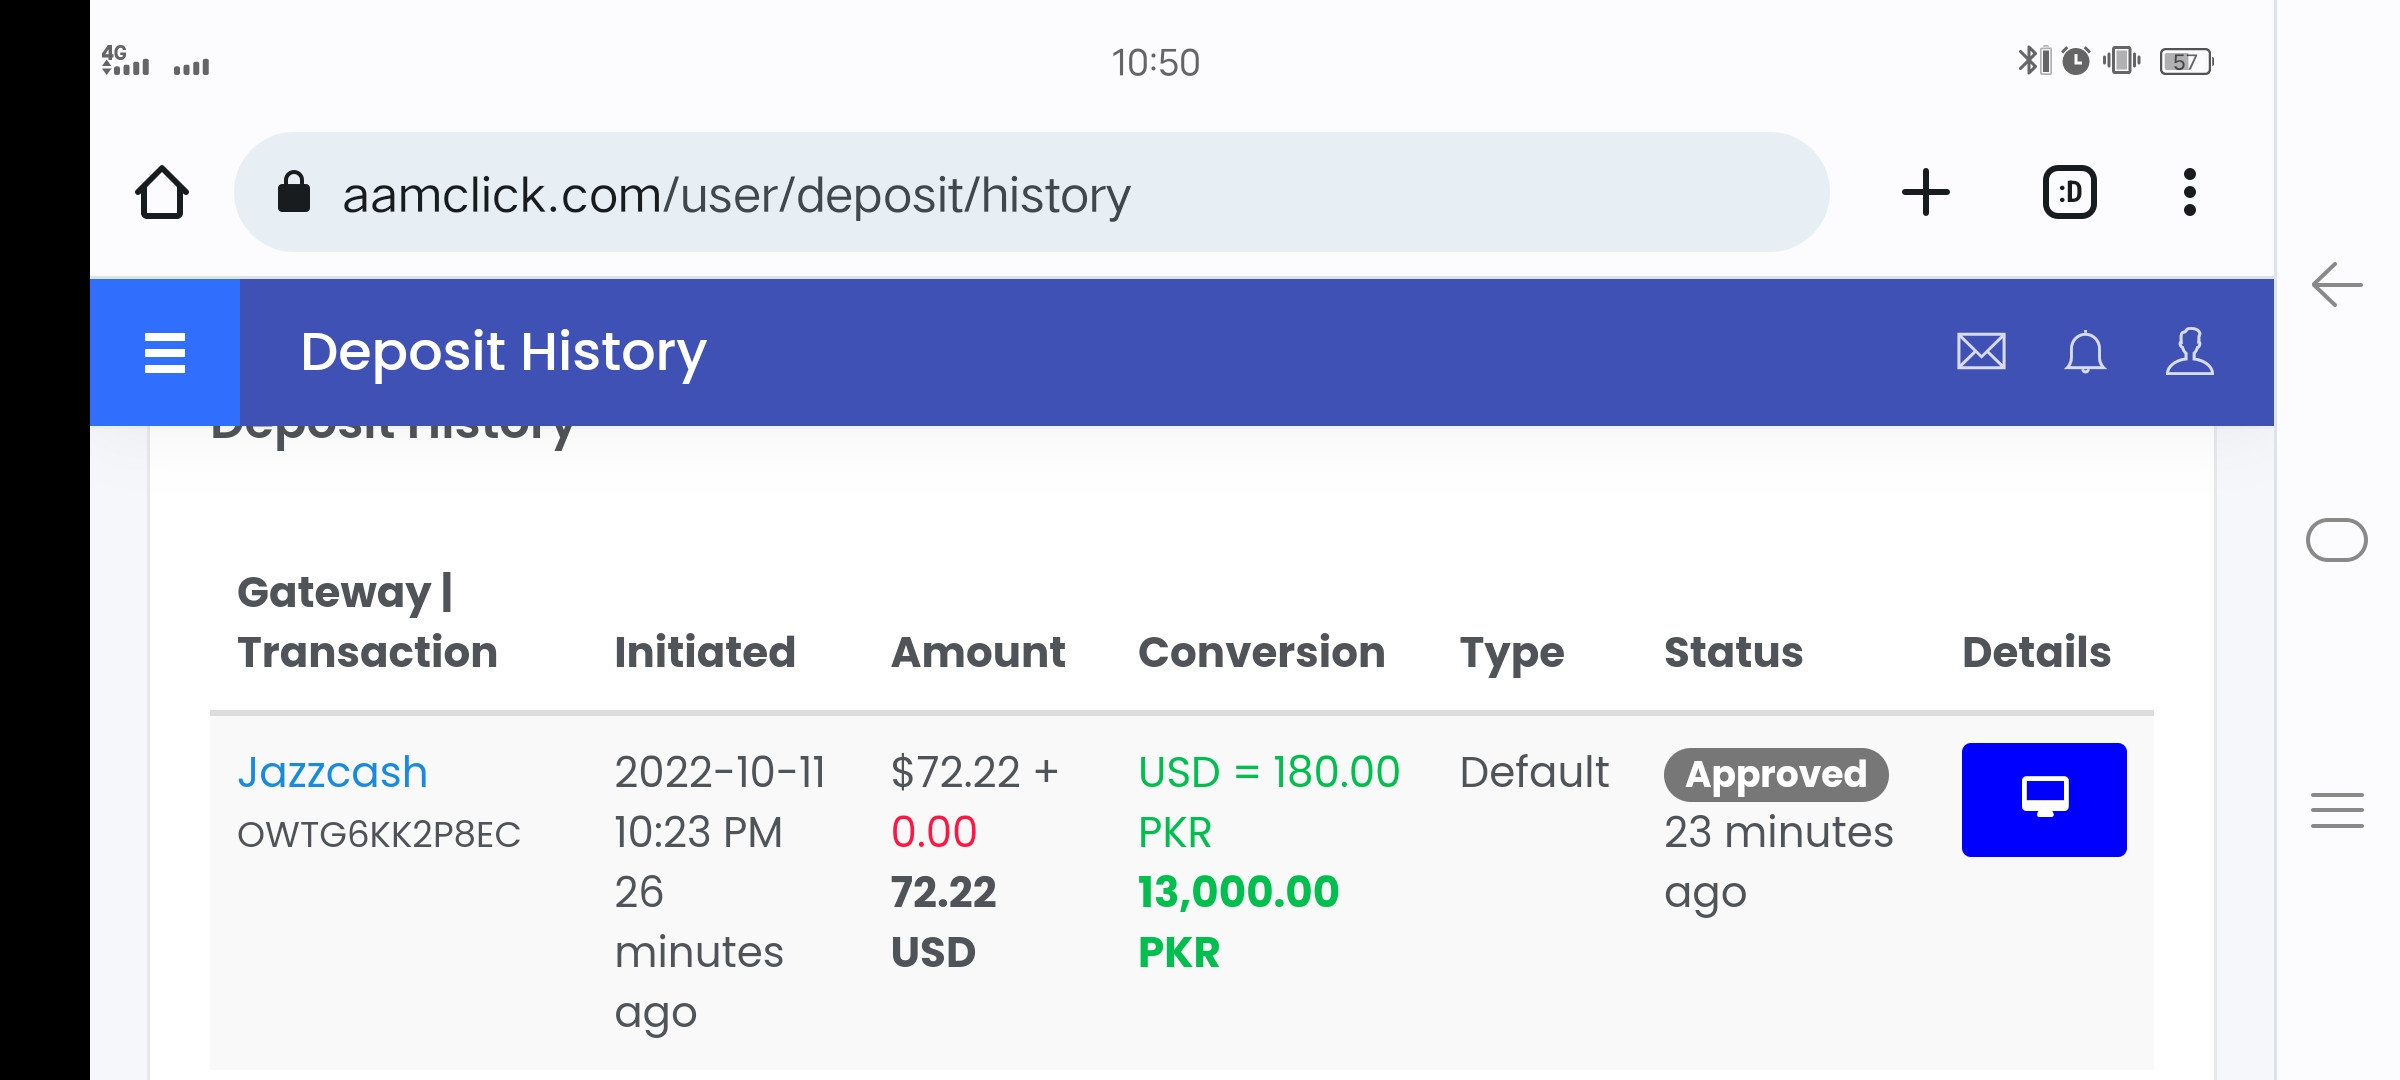 4G
10:50
57
aamclick.com/user/deposit/history
:D
Deposit History
Deposit History
Gateway |
Transaction
Initiated
Amount
Conversion
Type
Status
Details
Jazzcash
OWTG6KK2P8EC
2022-10-11
10:23 PM
26
minutes
ago
$72.22 +
0.00
72.22
USD
USD = 180.00
PKR
13,000.00
PKR
Default
Approved
23 minutes
ago